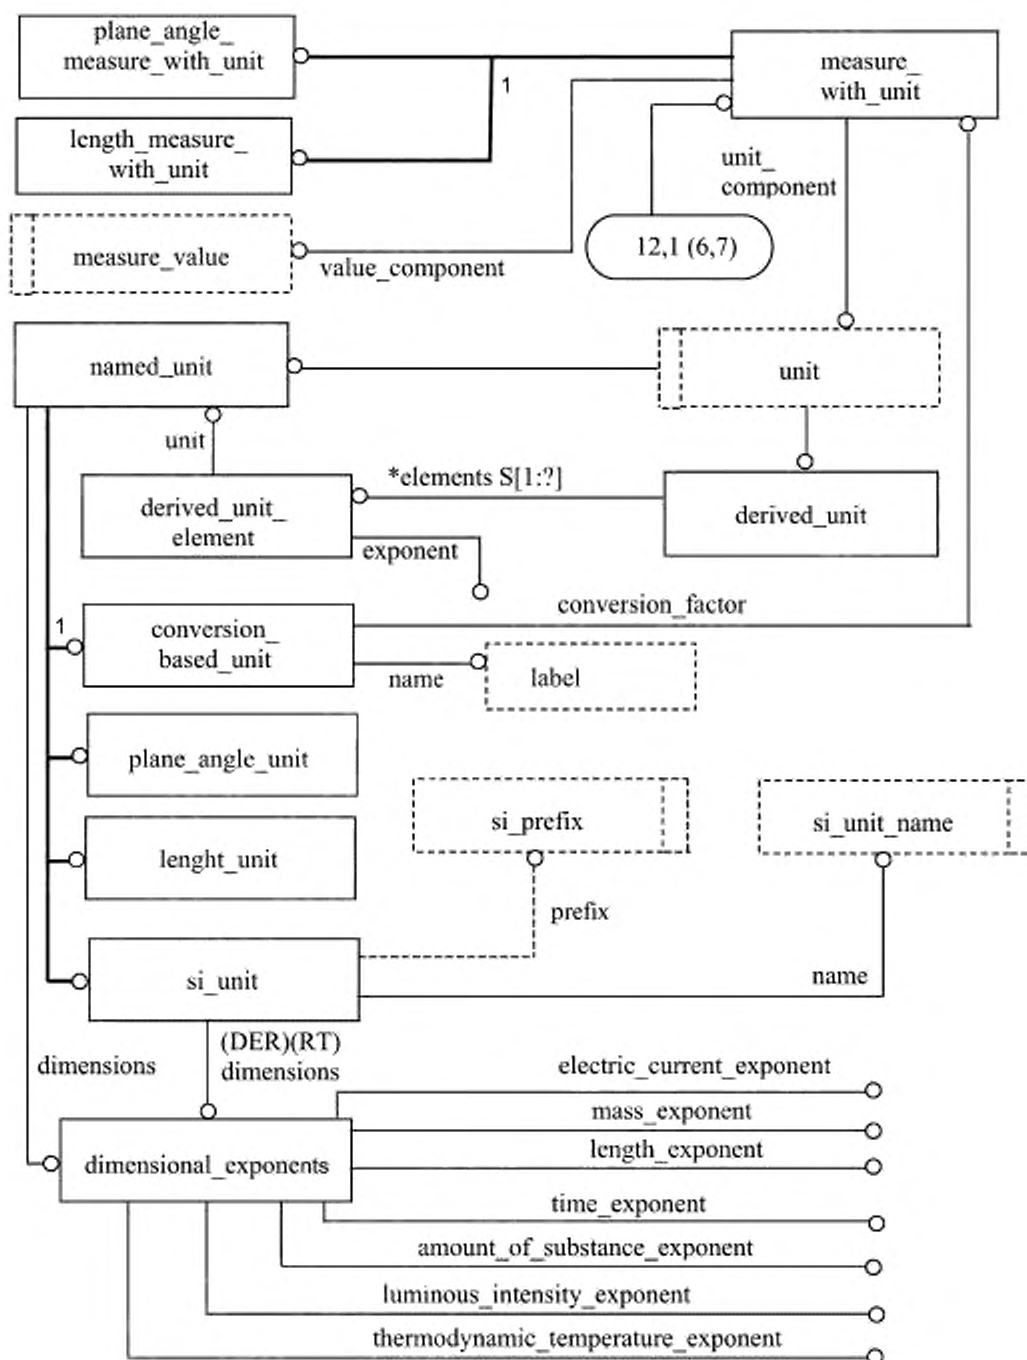 plane_angle_
measure_with_unit
measure_
with_unit
1
length_measure_
with_unit
unit_
component
measure_value
value_component
12,1 (6,7)
named_unit
unit
unit
*elements S[1:?]
derived_unit_
element
derived_unit
exponent
conversion_factor
1
conversion_
based_unit
name
label
plane_angle_unit
si_prefix
si_unit_name
lenght_unit
prefix
si_unit
name
(DER)(RT)
dimensions
dimensions
electric_current_exponent
mass_exponent
length_exponent
dimensional_exponents
time_exponent
amount_of_substance_exponent
luminous_intensity_exponent
thermodynamic_temperature_exponent